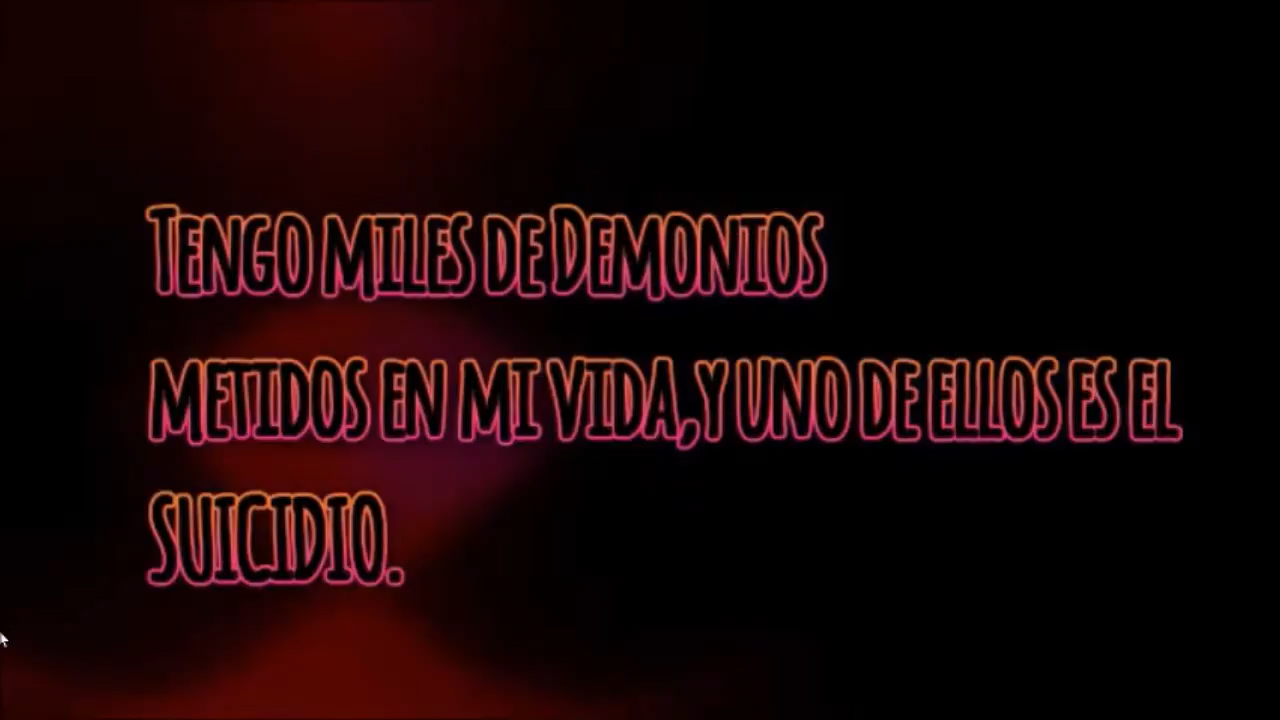 Tengo miles de Demonios
metidos en mi vida,y uno de ellos es el
suicidio.